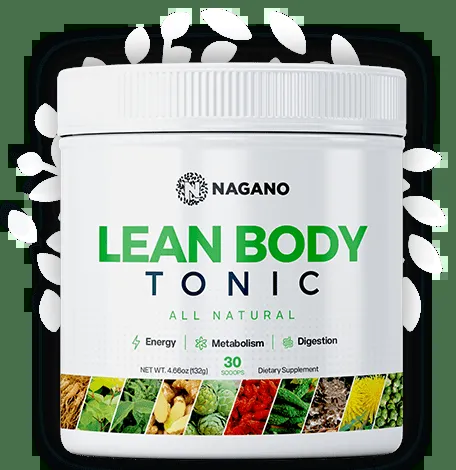 NAGANO
LEAN BODY
TONIC
ALL NATURAL
Energy Metabolism Digestion
NET WT. 4.66oz (132g) 30 SCOOPS Dietary Supplement